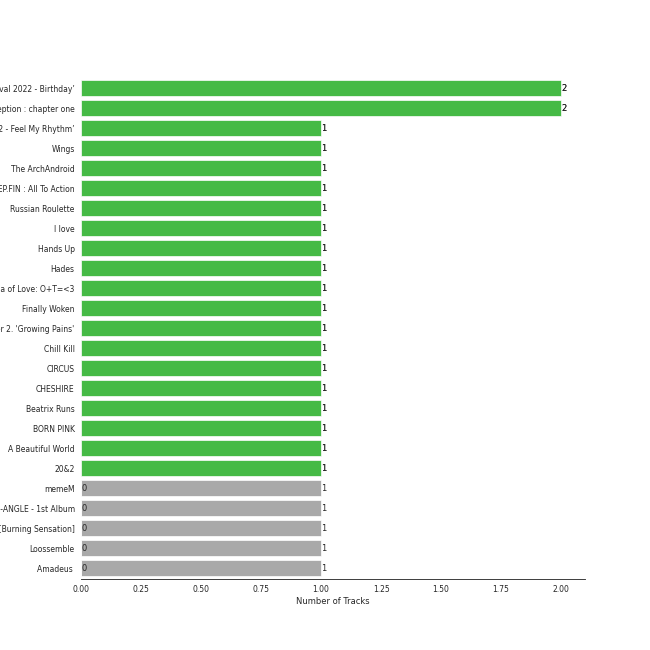 val 2022 - Birthday' 2
eption : chapter one 2
2 - Feel My Rhythm' 1
Wings 1
The ArchAndroid 1
EP.FIN : All To Action 1
Russian Roulette 1
I love 1
Hands Up 1
Hades 1
a of Love: O+T=<3 1
Finally Woken 1
r 2. 'Growing Pains' 1
Chill Kill 1
CIRCUS 1
CHESHIRE 1
Beatrix Runs 1
BORN PINK 1
A Beautiful World 1
20&2 1
memeM 0 1
-ANGLE - 1st Album 0 1
[Burning Sensation] 0 1
Loossemble 0 1
Amadeus 0 1
0.00 0.25 0.50 0.75 1.00 1.25 1.50 1.75 2.00
Number of Tracks